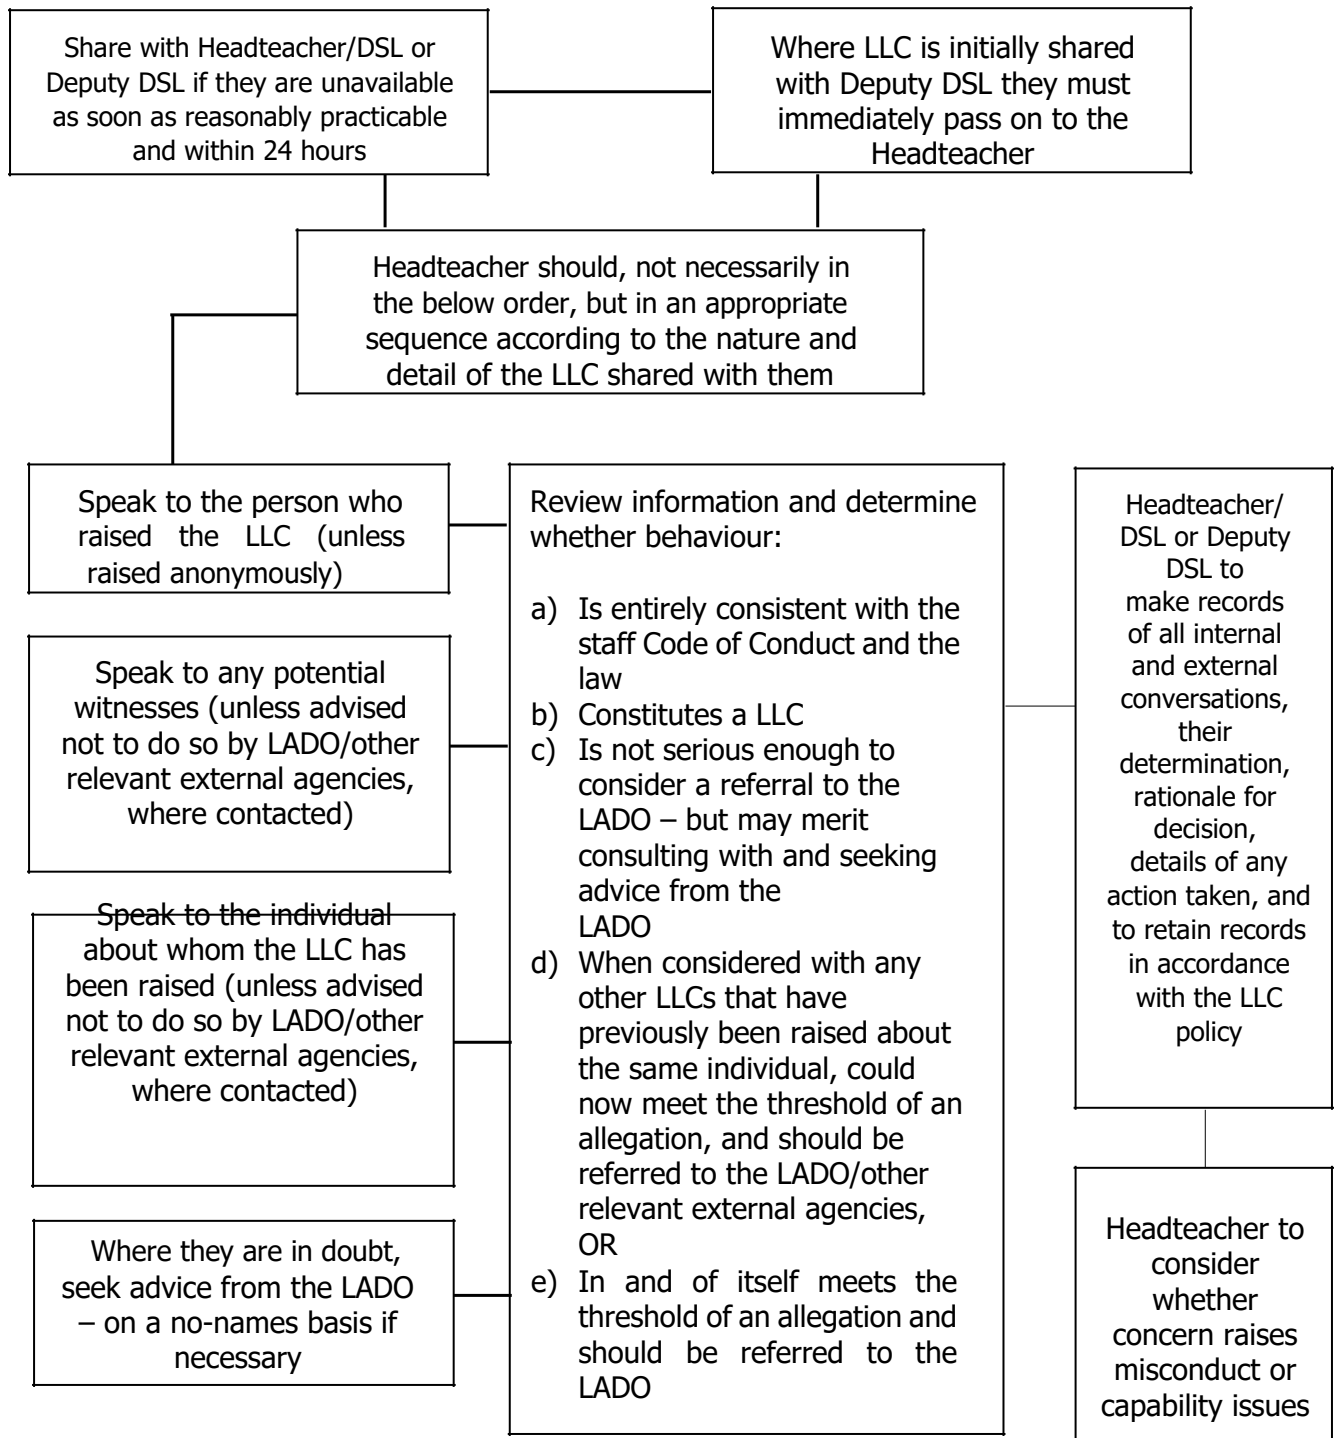 Share with Headteacher/DSL or
Deputy DSL if they are unavailable
as soon as reasonably practicable
and within 24 hours
Where LLC is initially shared
with Deputy DSL they must
immediately pass on to the
Headteacher
Headteacher should, not necessarily in
the below order, but in an appropriate
sequence according to the nature and
detail of the LLC shared with them
Speak to the person who
raised the LLC (unless
raised anonymously)
Speak to any potential
witnesses (unless advised
not to do so by LADO/other
relevant external agencies,
where contacted)
Speak to the individual
about whom the LLC has
been raised (unless advised
not to do so by LADO/other
relevant external agencies,
where contacted)
Where they are in doubt,
seek advice from the LADO
– on a no-names basis if
necessary
Review information and determine
whether behaviour:
a) Is entirely consistent with the
staff Code of Conduct and the
law
b) Constitutes a LLC
c) Is not serious enough to
consider a referral to the
LADO – but may merit
consulting with and seeking
advice from the
LADO
d) When considered with any
other LLCs that have
previously been raised about
the same individual, could
now meet the threshold of an
allegation, and should be
referred to the LADO/other
relevant external agencies,
OR
e) In and of itself meets the
threshold of an allegation and
should be referred to the
LADO
Headteacher/
DSL or Deputy
DSL to
make records
of all internal
and external
conversations,
their
determination,
rationale for
decision,
details of any
action taken, and
to retain records
in accordance
with the LLC
policy
Headteacher to
consider
whether
concern raises
misconduct or
capability issues